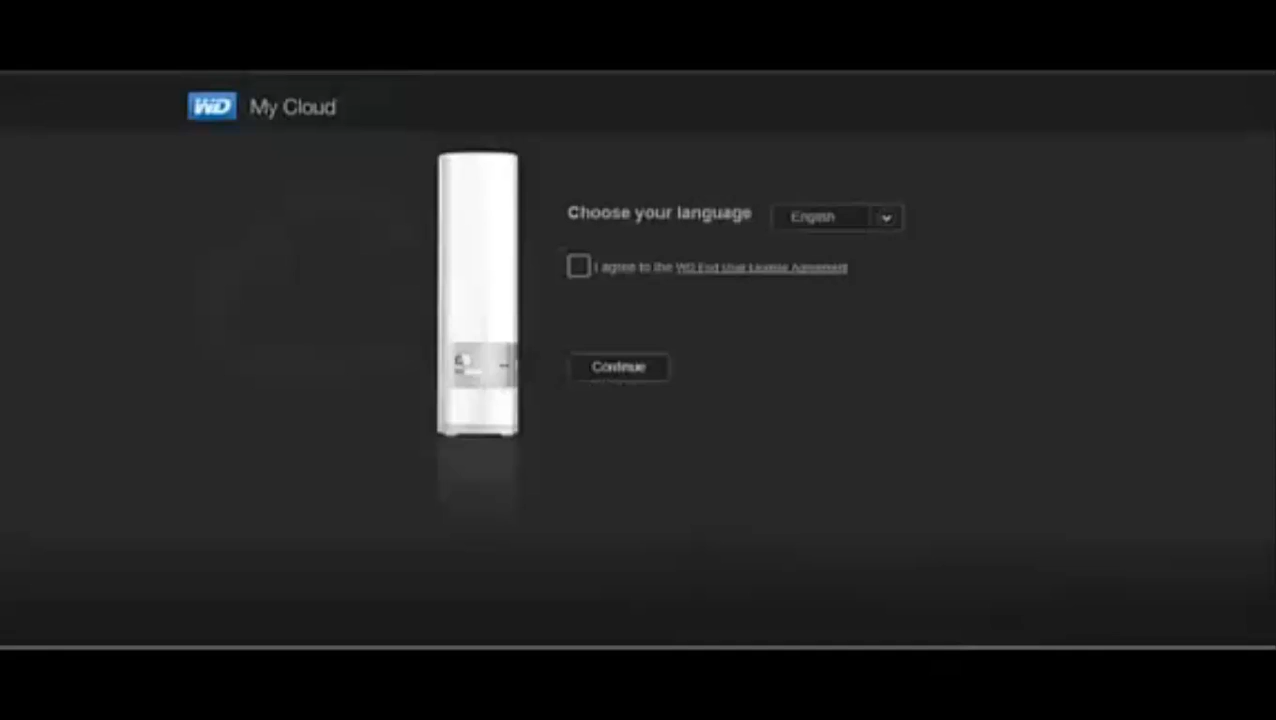 WD My Cloud
Choose your language English
I agree to the WD End User License Agreement
Continue